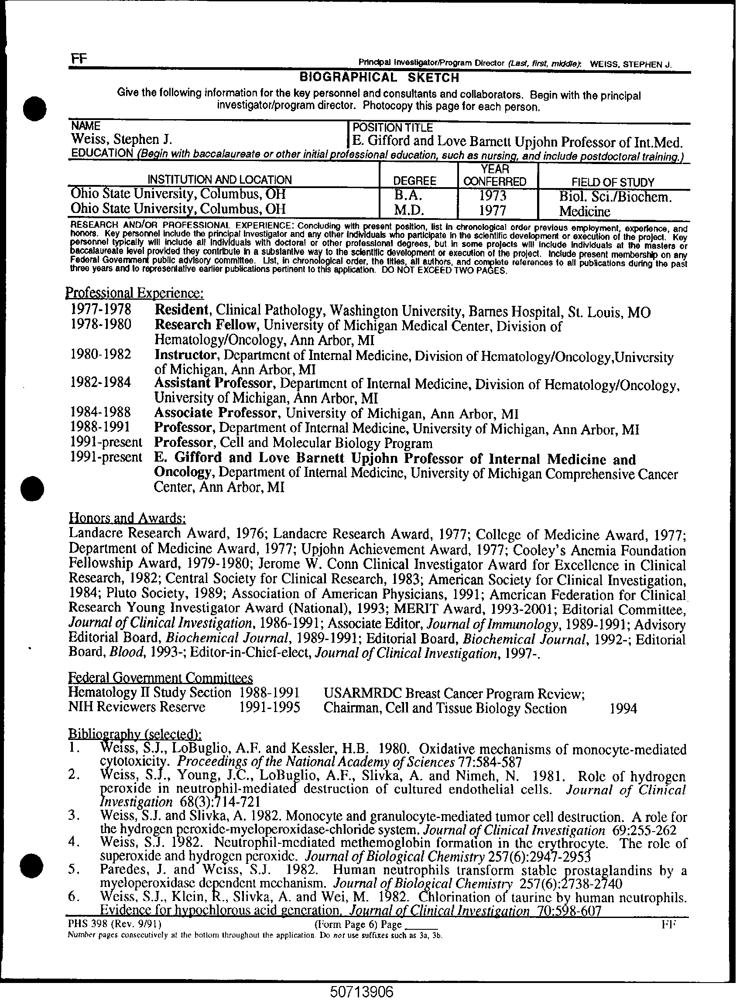 FF
Principal Investigator/Program Director (Last, first, middle): WEISS, STEPHEN J.
BIOGRAPHICAL SKETCH
Give the following information for the key personnel and consultants and collaborators. Begin with the principal
investigator/program director. Photocopy this page for each person.
NAME POSITION TITLE
Weiss, Stephen J. E. Gifford and Love Barnett Upjohn Professor of Int.Med.
EDUCATION (Begin with baccalaureate or other initial professional education, such as nursing, and include postdoctoral training.)
INSTITUTION AND LOCATION DEGREE YEAR CONFERRED FIELD OF STUDY
Ohio State University, Columbus, OH B.A. 1973 Biol. Sci./Biochem.
Ohio State University, Columbus, OH M.D. 1977 Medicine
RESEARCH AND/OR PROFESSIONAL EXPERIENCE: Concluding with present position, list in chronological order previous employment, experience, and
honors. Key personnel include the principal investigator and any other individuals who participate in the scientific development or execution of the project. Key
personnel typically will include all individuals with doctoral or other professional degrees, but in some projects will include individuals at the masters or
baccalaureate level provided they contribute in a substantive way to the scientific development or execution of the project. Include present membership on any
Federal Government public advisory committee. List, in chronological order, the titles, all authors, and complete references to all publications during the past
three years and to representative earlier publications pertinent to this application. DO NOT EXCEED TWO PAGES.
Professional Experience:
1977-1978 Resident, Clinical Pathology, Washington University, Barnes Hospital, St. Louis, MO
1978-1980 Research Fellow, University of Michigan Medical Center, Division of
Hematology/Oncology, Ann Arbor, MI
1980-1982 Instructor, Department of Internal Medicine, Division of Hematology/Oncology,University
of Michigan, Ann Arbor, MI
1982-1984 Assistant Professor, Department of Internal Medicine, Division of Hematology/Oncology,
University of Michigan, Ann Arbor, MI
1984-1988 Associate Professor, University of Michigan, Ann Arbor, MI
1988-1991 Professor, Department of Internal Medicine, University of Michigan, Ann Arbor, MI
1991-present Professor, Cell and Molecular Biology Program
1991-present E. Gifford and Love Barnett Upjohn Professor of Internal Medicine and
Oncology, Department of Internal Medicine, University of Michigan Comprehensive Cancer
Center, Ann Arbor, MI
Honors and Awards:
Landacre Research Award, 1976; Landacre Research Award, 1977; College of Medicine Award, 1977;
Department of Medicine Award, 1977; Upjohn Achievement Award, 1977; Cooley's Anemia Foundation
Fellowship Award, 1979-1980; Jerome W. Conn Clinical Investigator Award for Excellence in Clinical
Research, 1982; Central Society for Clinical Research, 1983; American Society for Clinical Investigation,
1984; Pluto Society, 1989; Association of American Physicians, 1991; American Federation for Clinical
Research Young Investigator Award (National), 1993; MERIT Award, 1993-2001; Editorial Committee,
Journal of Clinical Investigation, 1986-1991; Associate Editor, Journal of Immunology, 1989-1991; Advisory
Editorial Board, Biochemical Journal, 1989-1991; Editorial Board, Biochemical Journal, 1992-; Editorial
Board, Blood, 1993-; Editor-in-Chief-elect, Journal of Clinical Investigation, 1997-.
Federal Government Committees
Hematology II Study Section 1988-1991 USARMRDC Breast Cancer Program Review;
NIH Reviewers Reserve 1991-1995 Chairman, Cell and Tissue Biology Section 1994
Bibliography (selected):
1. Weiss, S.J., LoBuglio, A.F. and Kessler, H.B. 1980. Oxidative mechanisms of monocyte-mediated
cytotoxicity. Proceedings of the National Academy of Sciences 77:584-587
2. Weiss, S.J., Young, J.C., LoBuglio, A.F., Slivka, A. and Nimeh, N. 1981. Role of hydrogen
peroxide in neutrophil-mediated destruction of cultured endothelial cells. Journal of Clinical
Investigation 68(3):714-721
3. Weiss, S.J. and Slivka, A. 1982. Monocyte and granulocyte-mediated tumor cell destruction. A role for
the hydrogen peroxide-myeloperoxidase-chloride system. Journal of Clinical Investigation 69:255-262
4. Weiss, S.J. 1982. Neutrophil-mediated methemoglobin formation in the erythrocyte. The role of
superoxide and hydrogen peroxide. Journal of Biological Chemistry 257(6):2947-2953
5. Paredes, J. and Weiss, S.J. 1982. Human neutrophils transform stable prostaglandins by a
myeloperoxidase dependent mechanism. Journal of Biological Chemistry 257(6):2738-2740
6. Weiss, S.J., Klein, R., Slivka, A. and Wei, M. 1982. Chlorination of taurine by human neutrophils.
Evidence for hypochlorous acid generation. Journal of Clinical Investigation 70:598-607
PHS 398 (Rev. 9/91) (Form Page 6) Page FF
Number pages consecutively at the bottom throughout the application. Do not use suffixes such as 3a, 3b.
50713906